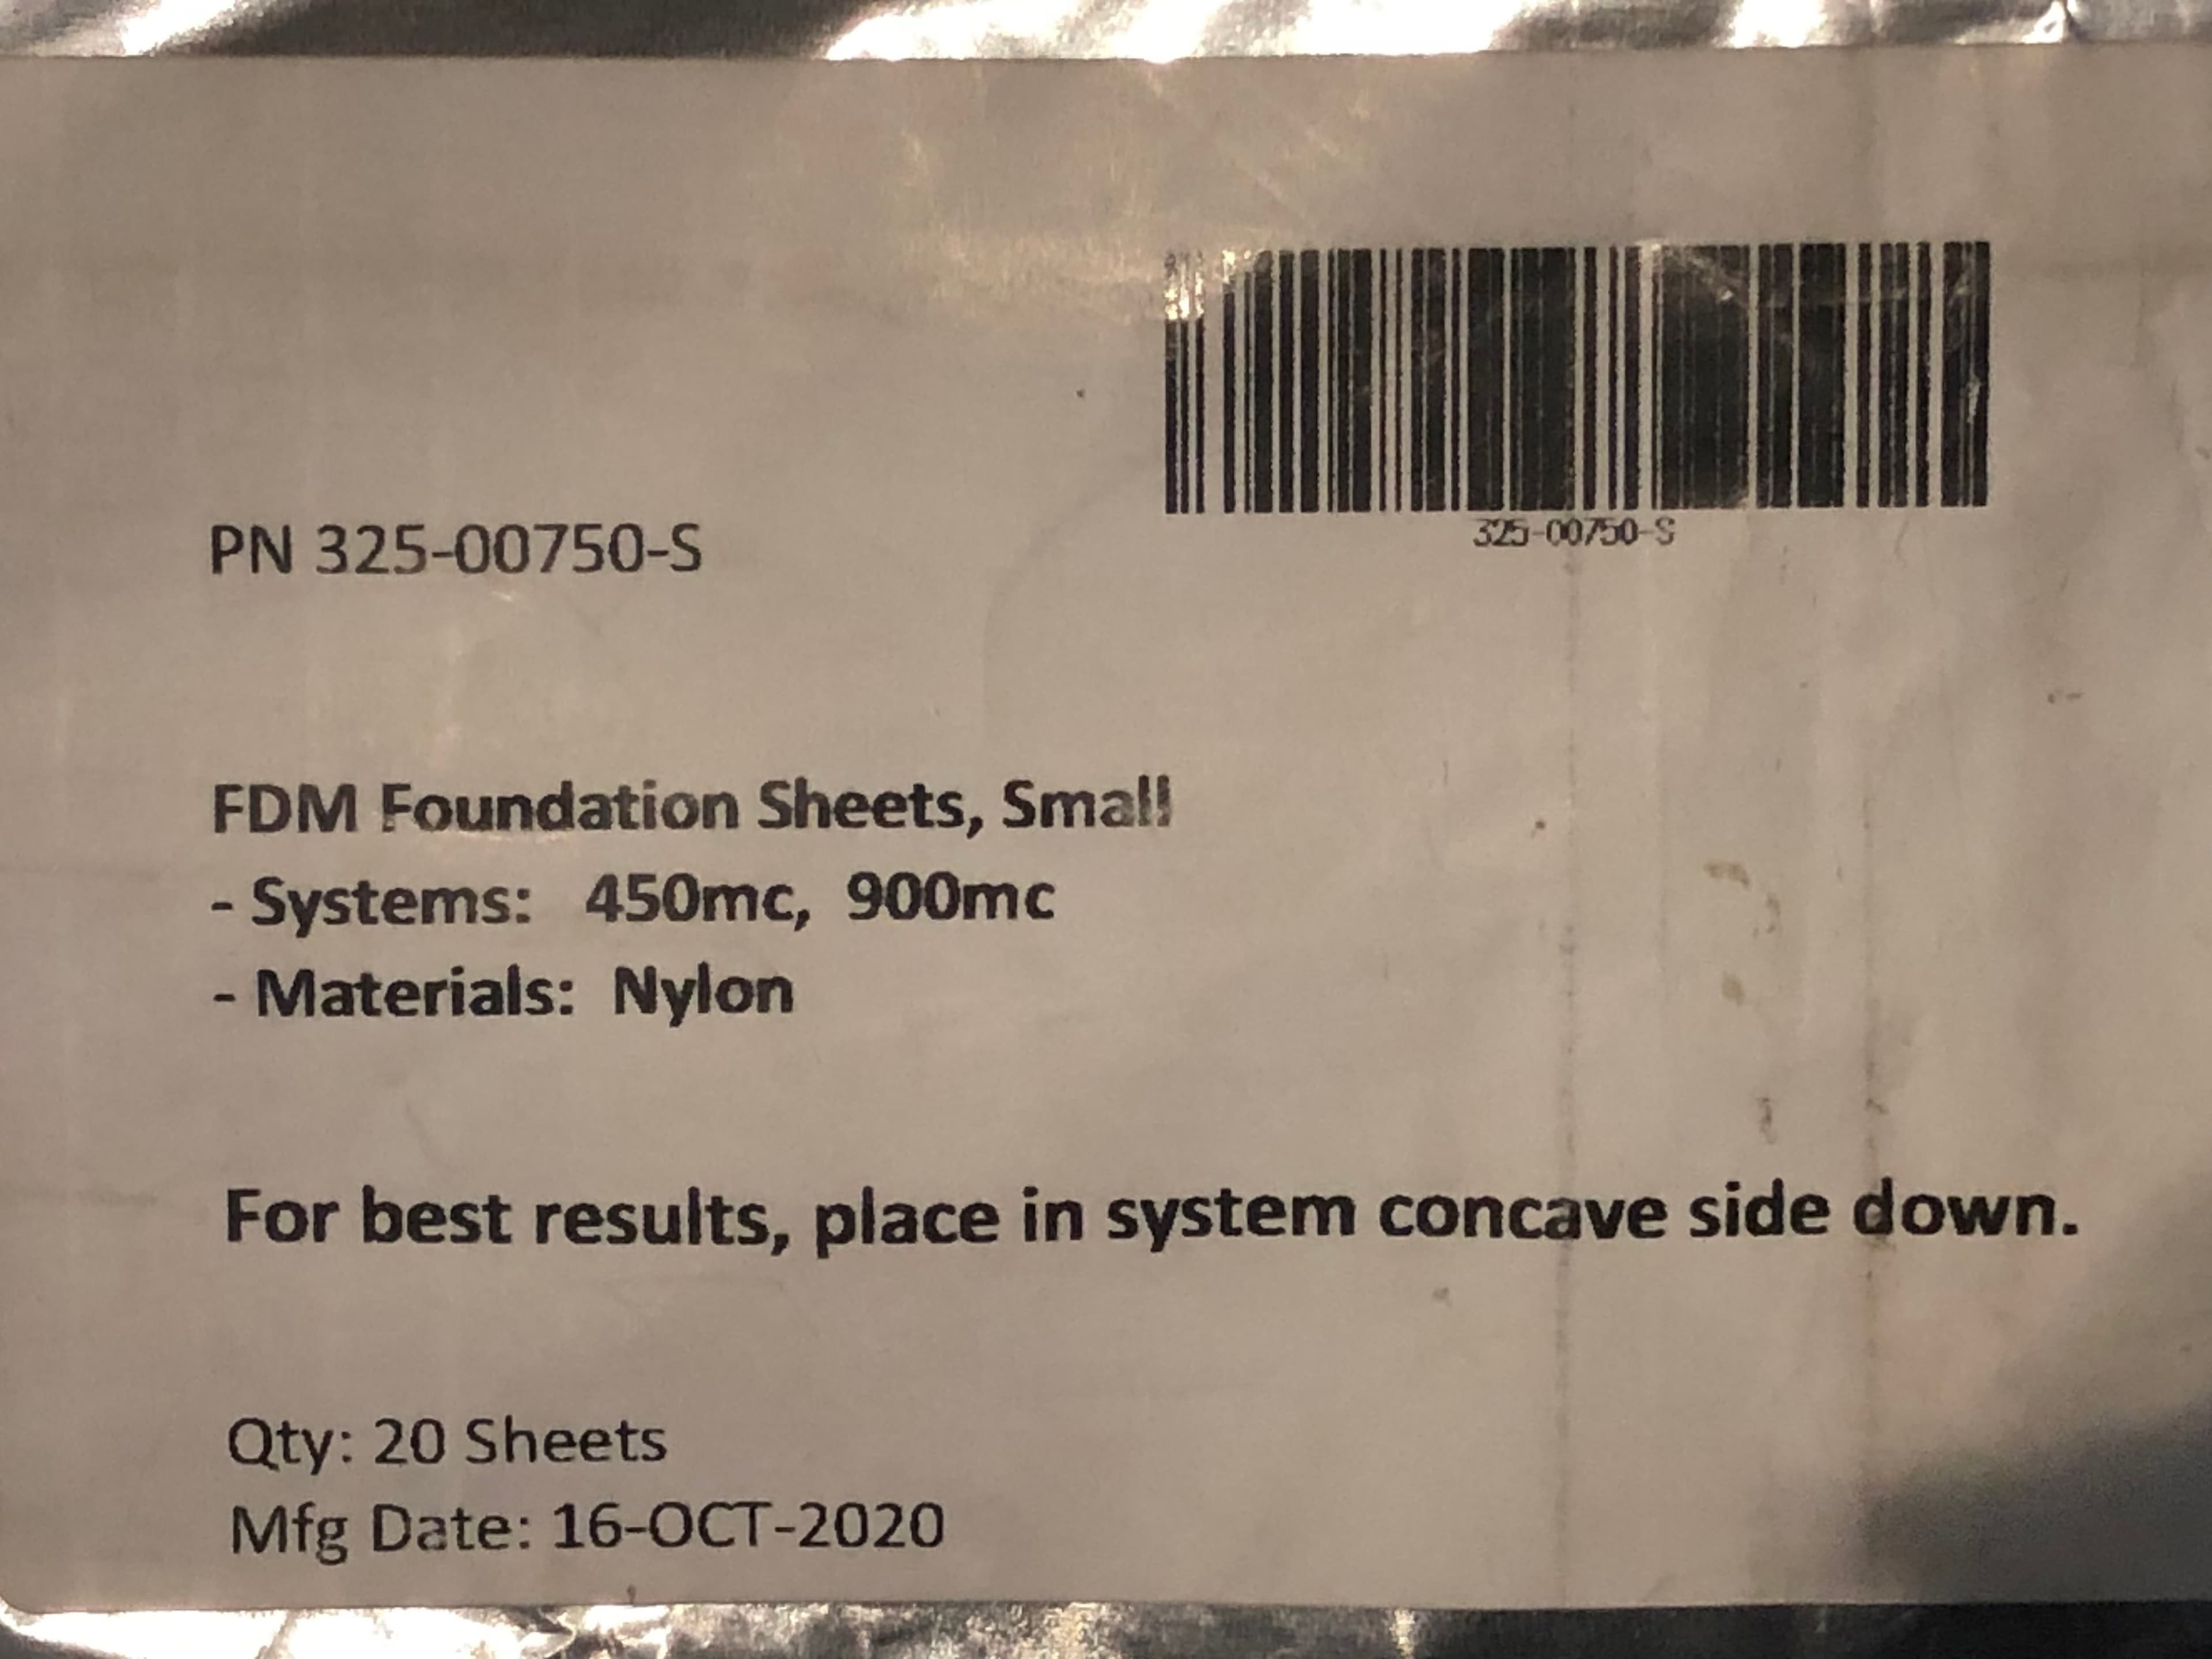 325-00750-S
PN 325-00750-S
FDM Foundation Sheets, Small
- Systems: 450mc, 900mc
- Materials: Nylon
For best results, place in system concave side down.
Qty: 20 Sheets
Mfg Date: 16-OCT-2020